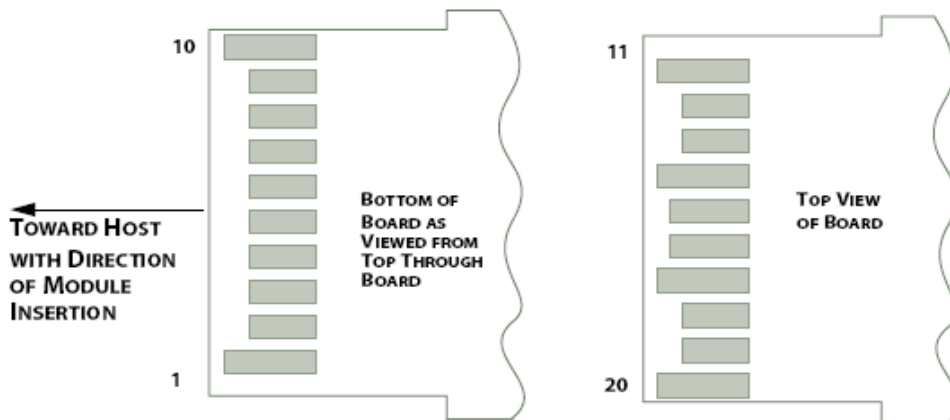 10
1
TOWARD HOST
WITH DIRECTION
OF MODULE
INSERTION
BOTTOM OF
BOARD AS
VIEWED FROM
TOP THROUGH
BOARD
11
20
TOP VIEW
OF BOARD